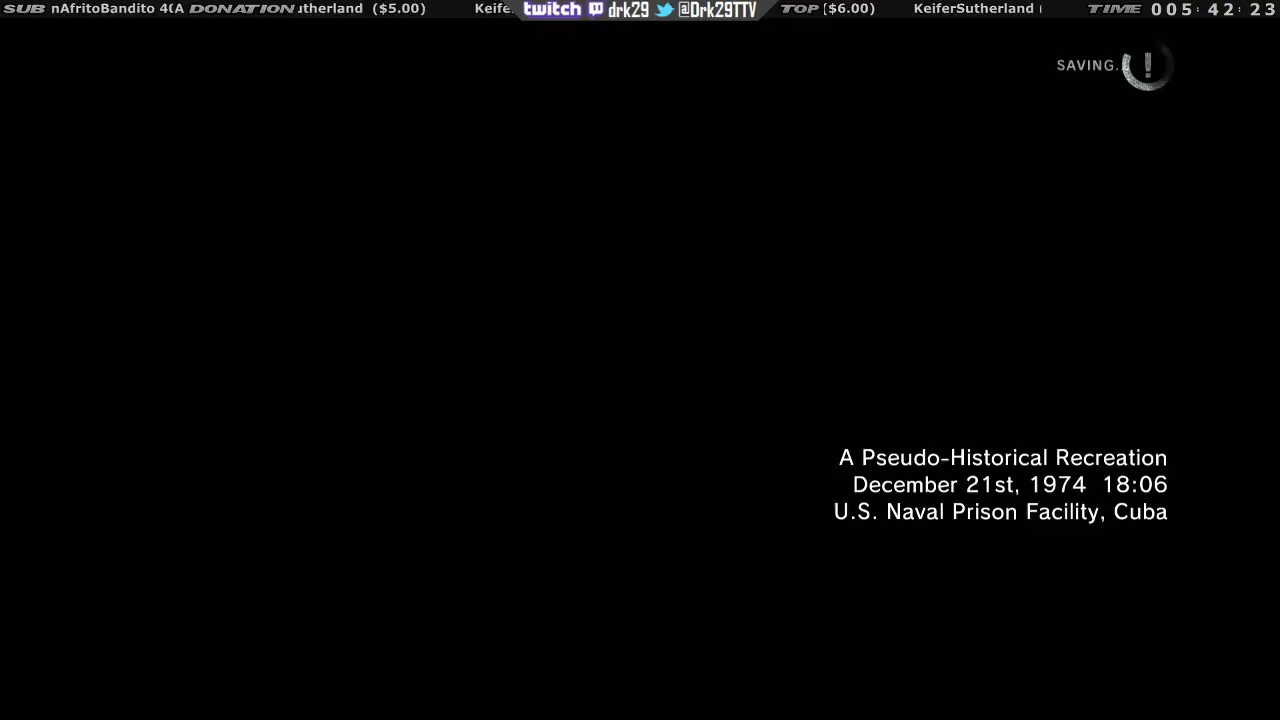 SUB nAfritoBandito 4(A DONATION utherland ($5.00) Keife twitch drk29 @Drk29TTV TOP [$6.00) KeiferSutherland ( TIME 005:42:23
SAVING.
A Pseudo-Historical Recreation
December 21st, 1974 18:06
U.S. Naval Prison Facility, Cuba